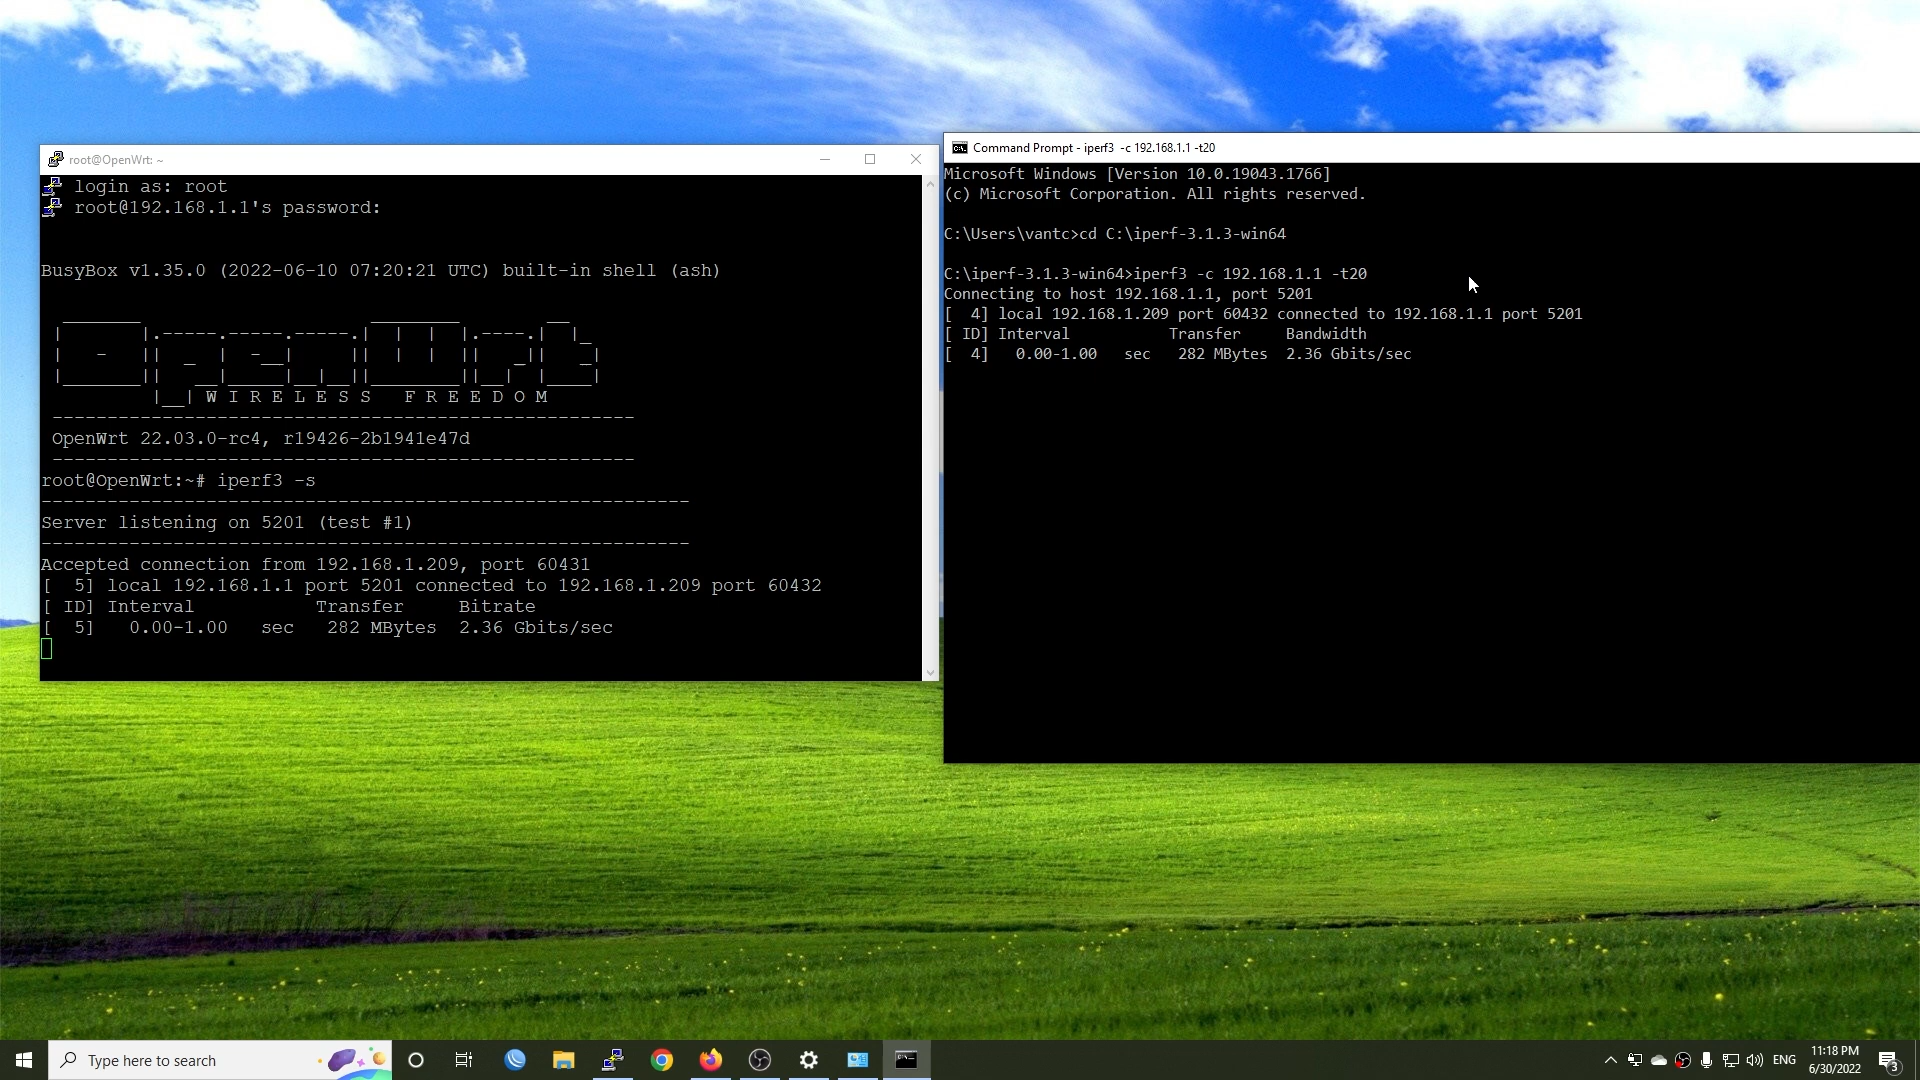 root@OpenWrt: ~
login as: root
root@192.168.1.1's password:
BusyBox v1.35.0 (2022-06-10 07:20:21 UTC) built-in shell (ash)
OpenWrt
W I R E L E S S   F R E E D O M
-----------------------------------------------------
OpenWrt 22.03.0-rc4, r19426-2b1941e47d
-----------------------------------------------------
root@OpenWrt:~# iperf3 -s
-----------------------------------------------------------
Server listening on 5201 (test #1)
-----------------------------------------------------------
Accepted connection from 192.168.1.209, port 60431
[  5] local 192.168.1.1 port 5201 connected to 192.168.1.209 port 60432
[ ID] Interval           Transfer     Bitrate
[  5]   0.00-1.00   sec   282 MBytes  2.36 Gbits/sec
Command Prompt - iperf3  -c 192.168.1.1 -t20
Microsoft Windows [Version 10.0.19043.1766]
(c) Microsoft Corporation. All rights reserved.
C:\Users\vantc>cd C:\iperf-3.1.3-win64
C:\iperf-3.1.3-win64>iperf3 -c 192.168.1.1 -t20
Connecting to host 192.168.1.1, port 5201
[  4] local 192.168.1.209 port 60432 connected to 192.168.1.1 port 5201
[ ID] Interval           Transfer     Bandwidth
[  4]   0.00-1.00   sec   282 MBytes  2.36 Gbits/sec
Type here to search
ENG
11:18 PM
6/30/2022
3